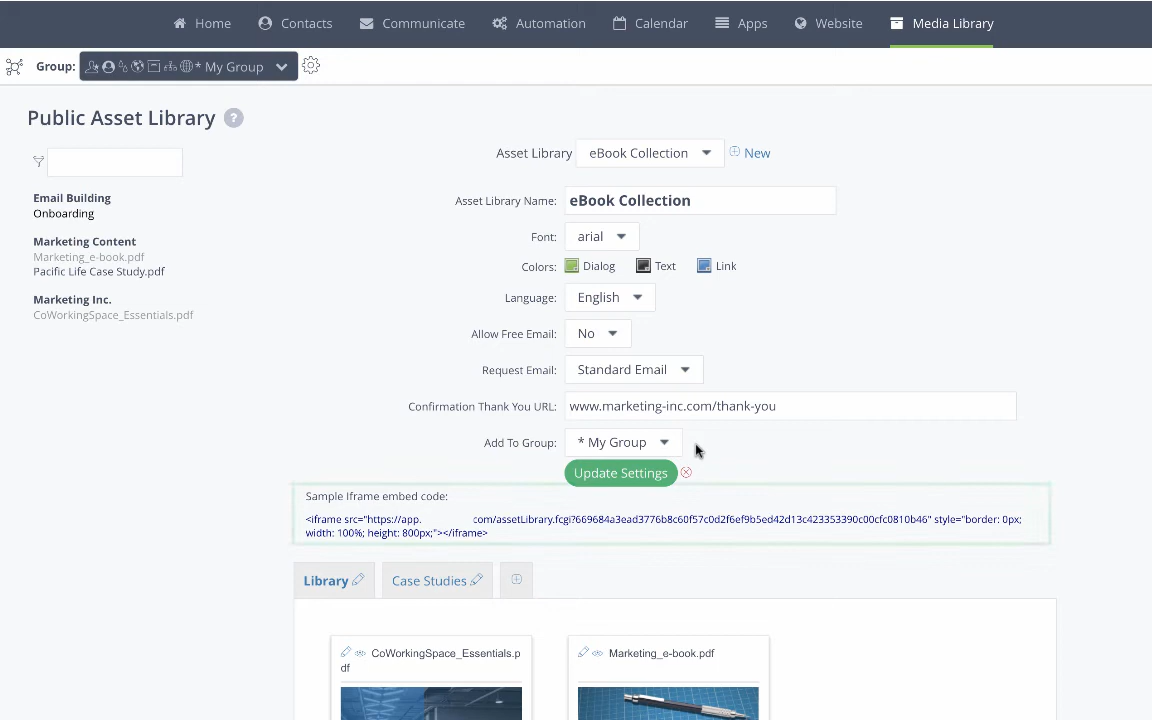 Home Contacts Communicate Automation Calendar Apps Website Media Library
Group: * My Group
Public Asset Library ?
Asset Library eBook Collection New
Email Building
Onboarding
Marketing Content
Marketing_e-book.pdf
Pacific Life Case Study.pdf
Marketing Inc.
CoWorkingSpace_Essentials.pdf
Asset Library Name: eBook Collection
Font: arial
Colors: Dialog Text Link
Language: English
Allow Free Email: No
Request Email: Standard Email
Confirmation Thank You URL: www.marketing-inc.com/thank-you
Add To Group: * My Group
Update Settings
Sample Iframe embed code:
<iframe src="https://app. com/assetLibrary.fcgi?669684a3ead3776b8c60f57c0d2f6ef9b5ed42d13c423353390c00cfc0810b46" style="border: 0px;
width: 100%; height: 800px;"></iframe>
Library Case Studies
CoWorkingSpace_Essentials.p
df
Marketing_e-book.pdf